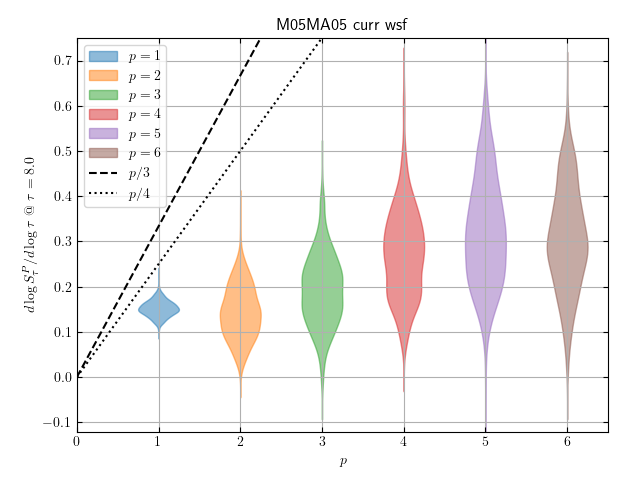 M05MA05 curr wsf
p = 1
p = 2
p = 3
p = 4
p = 5
p = 6
p/3
p/4
0.7
0.6
0.5
0.4
0.3
0.2
0.1
0.0
−0.1
d log S_τ^P / d log τ @ τ = 8.0
0 1 2 3 4 5 6
p